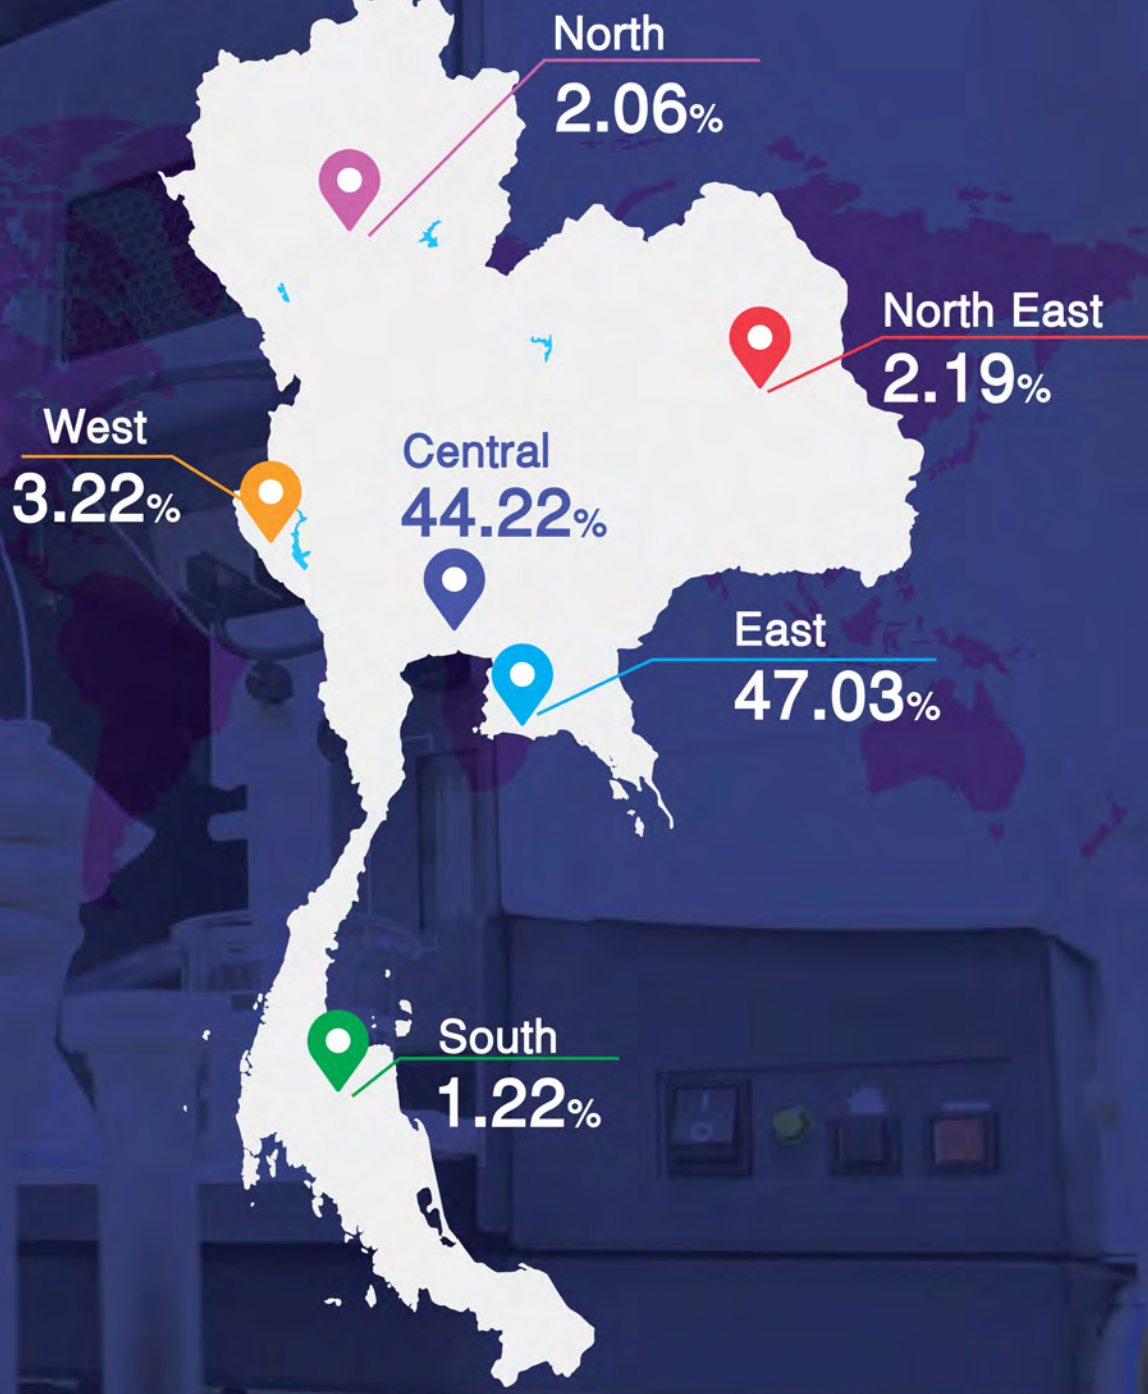 North
2.06%
North East
2.19%
West
3.22%
Central
44.22%
East
47.03%
South
1.22%